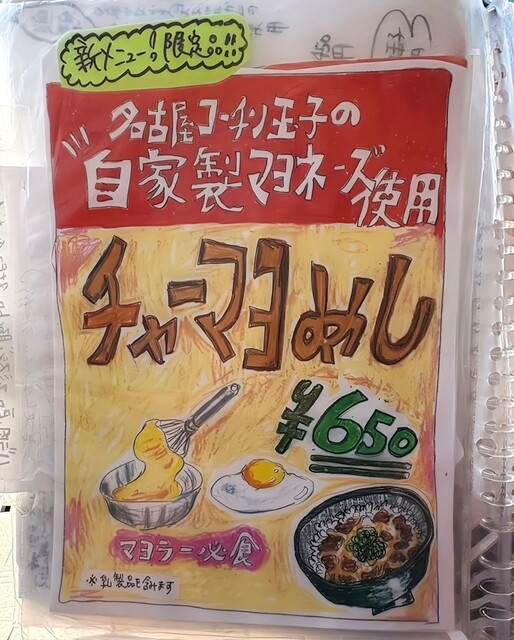 新メニュー!!限定品!!
名古屋コーチン玉子の
自家製マヨネーズ使用
チャーマヨめし
¥650
マヨラー必食
※乳製品を含みます